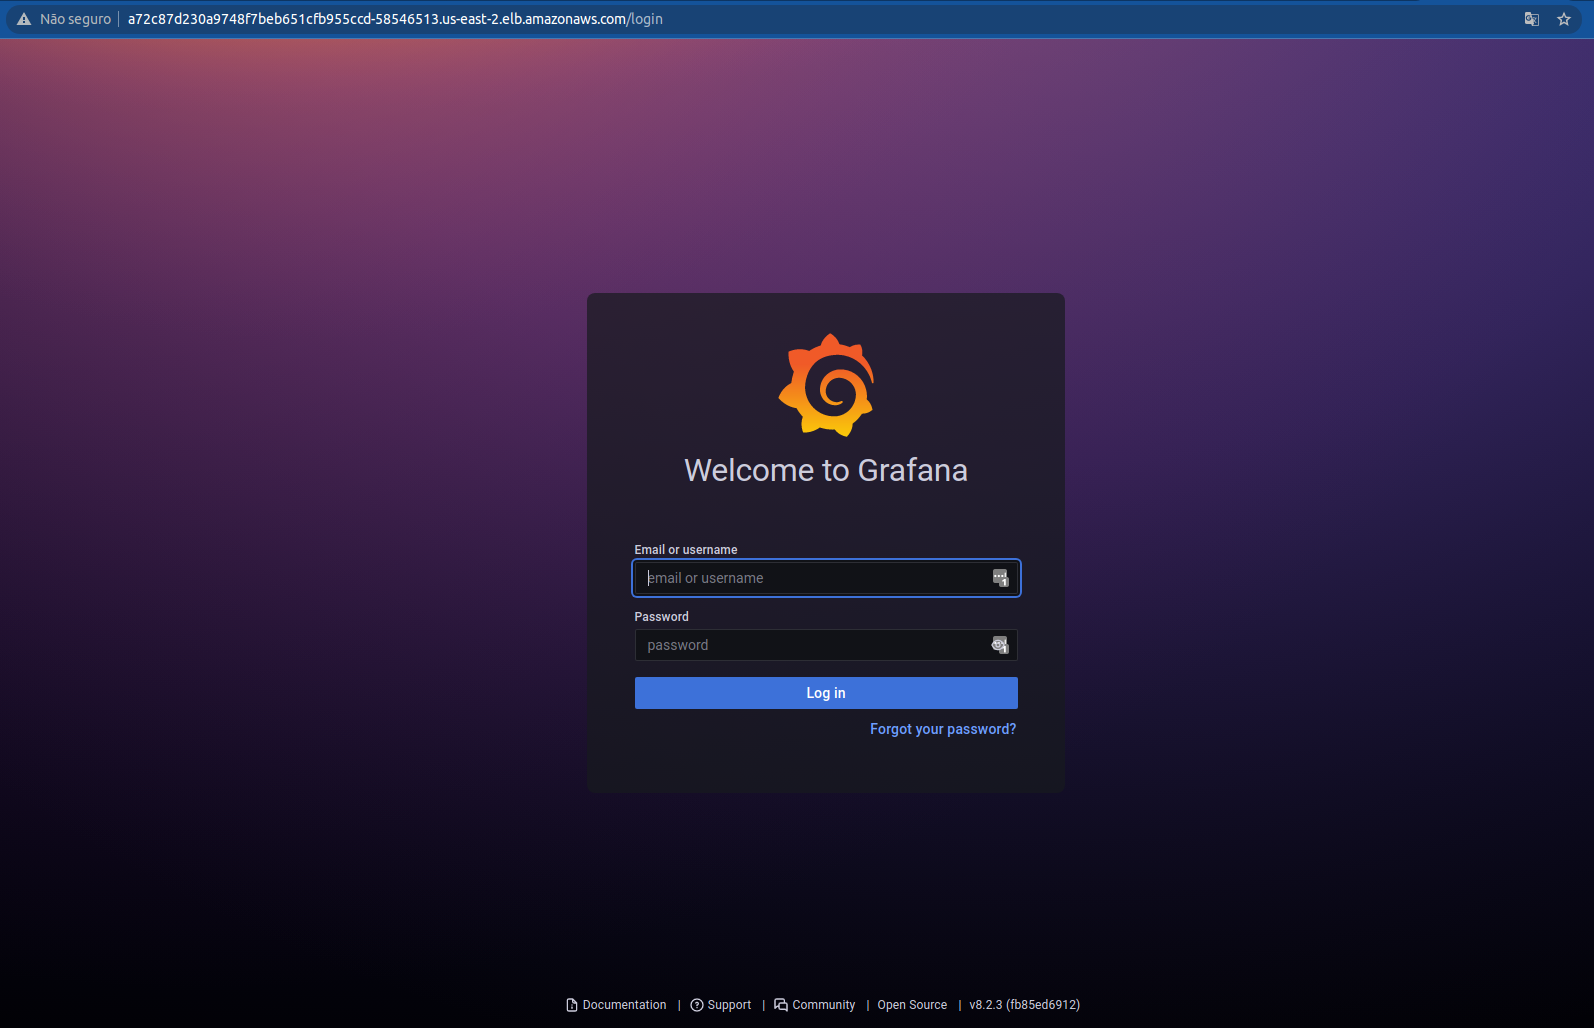 Não seguro | a72c87d230a9748f7beb651cfb955ccd-58546513.us-east-2.elb.amazonaws.com/login
Welcome to Grafana
Email or username
email or username
Password
password
Log in
Forgot your password?
Documentation | Support | Community | Open Source | v8.2.3 (fb85ed6912)